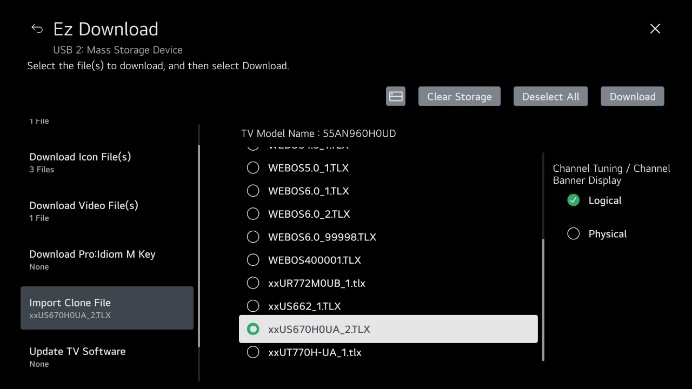 Ez Download
USB 2: Mass Storage Device
Select the file(s) to download, and then select Download.
Clear Storage
Deselect All
Download
1 File
Download Icon File(s)
3 Files
Download Video File(s)
1 File
Download Pro:Idiom M Key
None
Import Clone File
xxUS670H0UA_2.TLX
Update TV Software
None
TV Model Name : 55AN960H0UD
WEBOS5.0_1.TLX
WEBOS6.0_1.TLX
WEBOS6.0_2.TLX
WEBOS6.0_99998.TLX
WEBOS400001.TLX
xxUR772M0UB_1.tlx
xxUS662_1.TLX
xxUS670H0UA_2.TLX
xxUT770H-UA_1.tlx
Channel Tuning / Channel
Banner Display
Logical
Physical